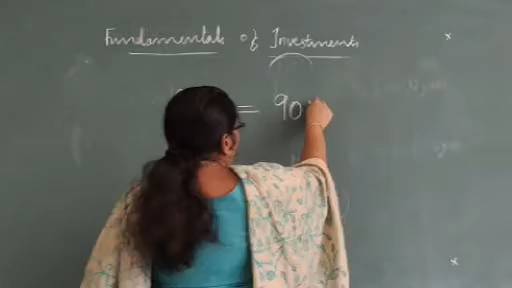 Fundamentals of Investments
= 90